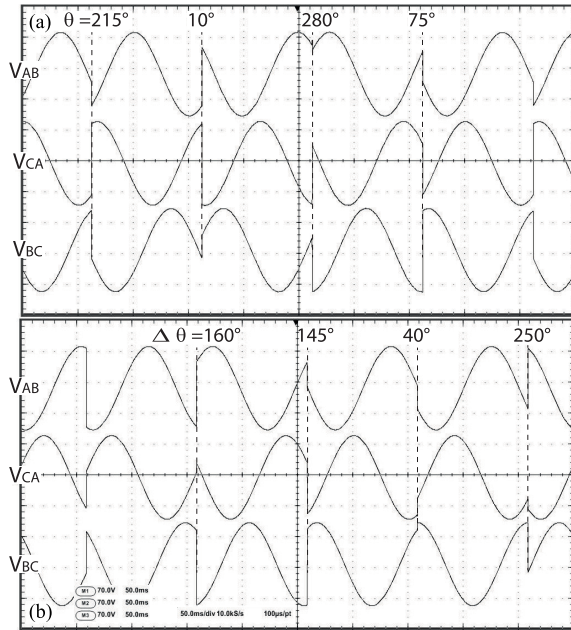 (a) θ =215° 10° 280° 75°
VAB
VCA
VBC
Δ θ =160° 145° 40° 250°
VAB
VCA
VBC
M1 70.0V 50.0ms
M2 70.0V 50.0ms
M3 70.0V 50.0ms 50.0ms/div 10.0kS/s 100µs/pt
(b)